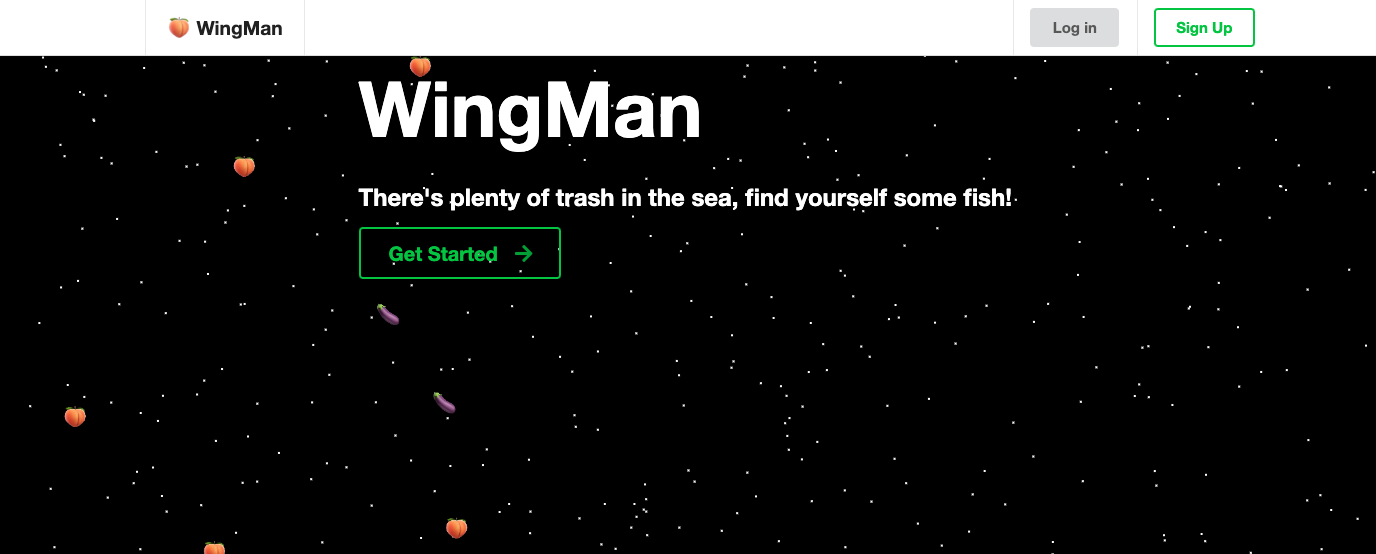 WingMan
Log in
Sign Up
WingMan
There's plenty of trash in the sea, find yourself some fish!
Get Started